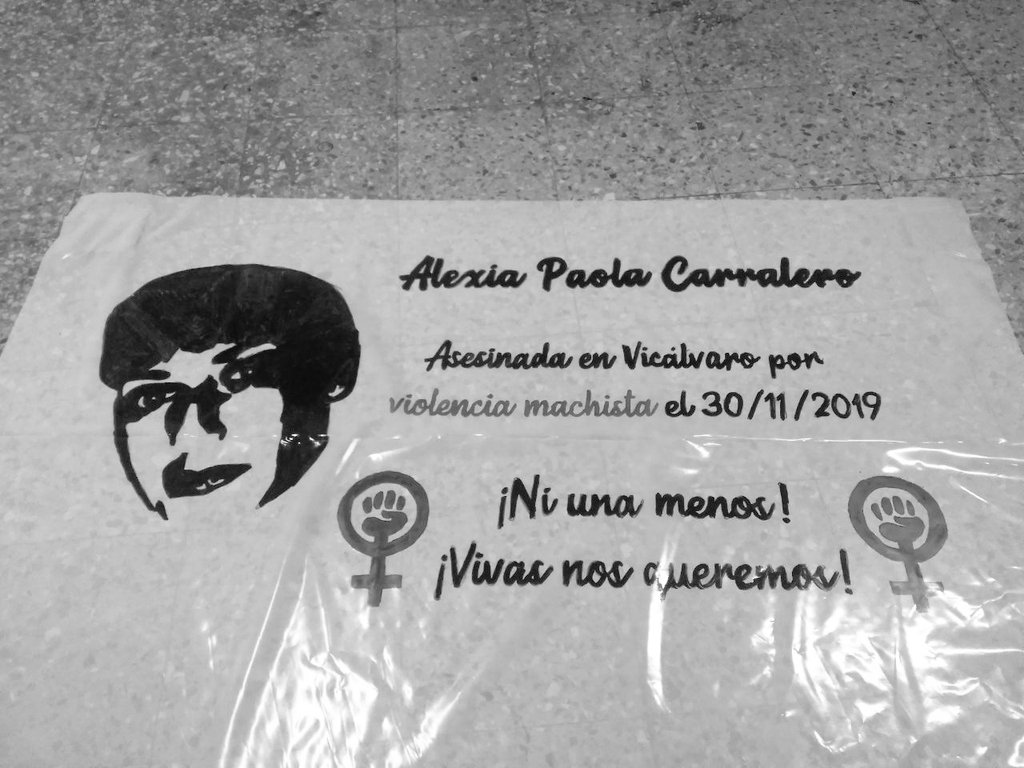 Alexia Paola Carralero
Asesinada en Vicálvaro por
violencia machista el 30/11/2019
¡Ni una menos!
¡Vivas nos queremos!